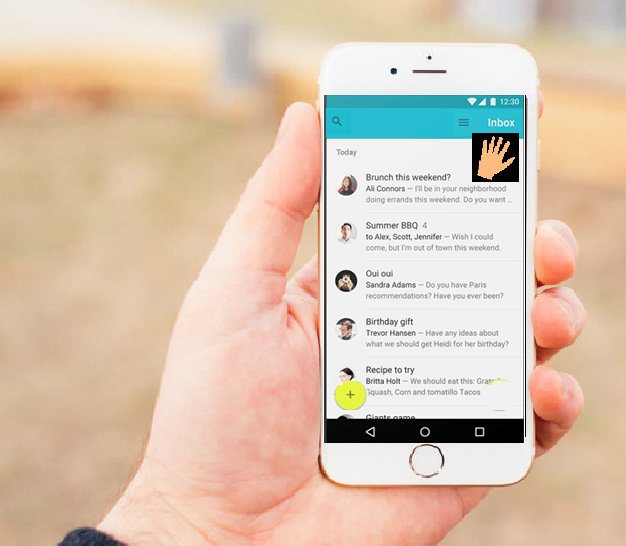 12:30
Inbox
Today
Brunch this weekend?
Ali Connors — I'll be in your neighborhood
doing errands this weekend. Do you want ...
Summer BBQ 4
to Alex, Scott, Jennifer — Wish I could
come, but I'm out of town this weekend.
Oui oui
Sandra Adams — Do you have Paris
recommendations? Have you ever been?
Birthday gift
Trevor Hansen — Have any ideas about
what we should get Heidi for her birthday?
Recipe to try
Britta Holt — We should eat this: Grate
Squash, Corn and tomatillo Tacos
Giants game